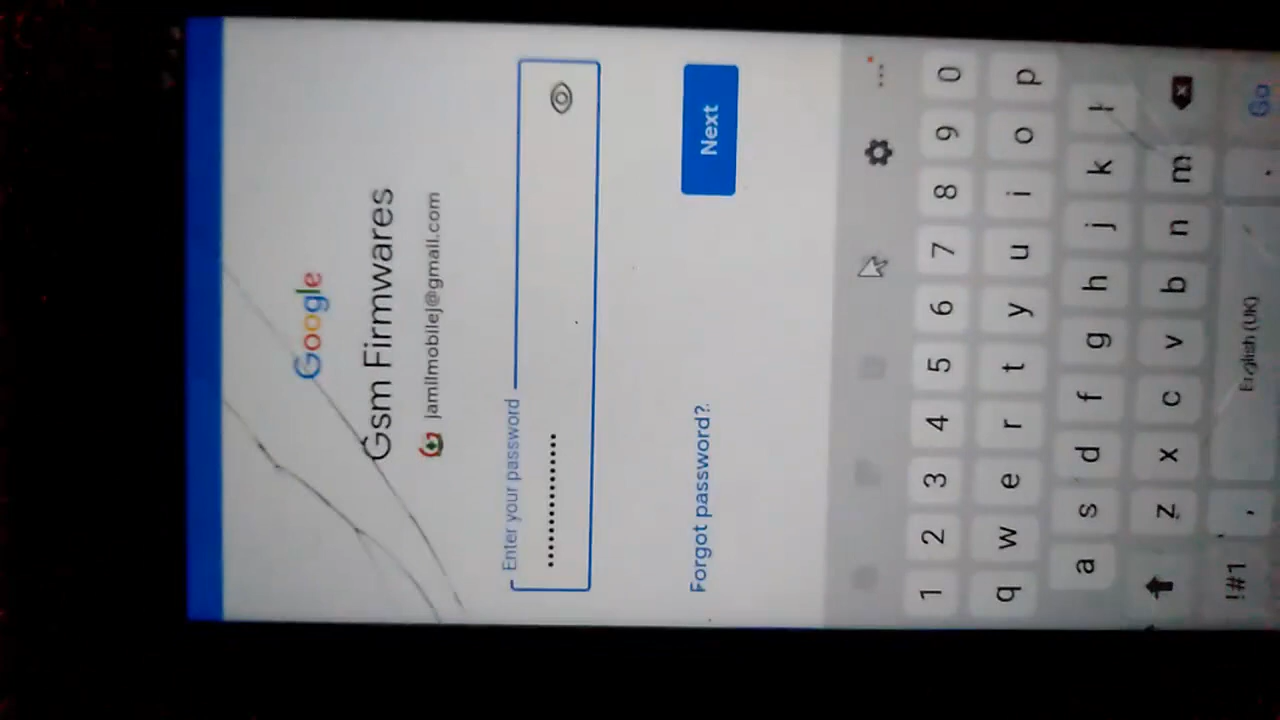 Google
Gsm Firmwares
jamilmobilej@gmail.com
Enter your password
••••••••••••••••
Forgot password?
Next
1 2 3 4 5 6 7 8 9 0
q w e r t y u i o p
a s d f g h j k l
z x c v b n m
!#1 , English (UK) . Go